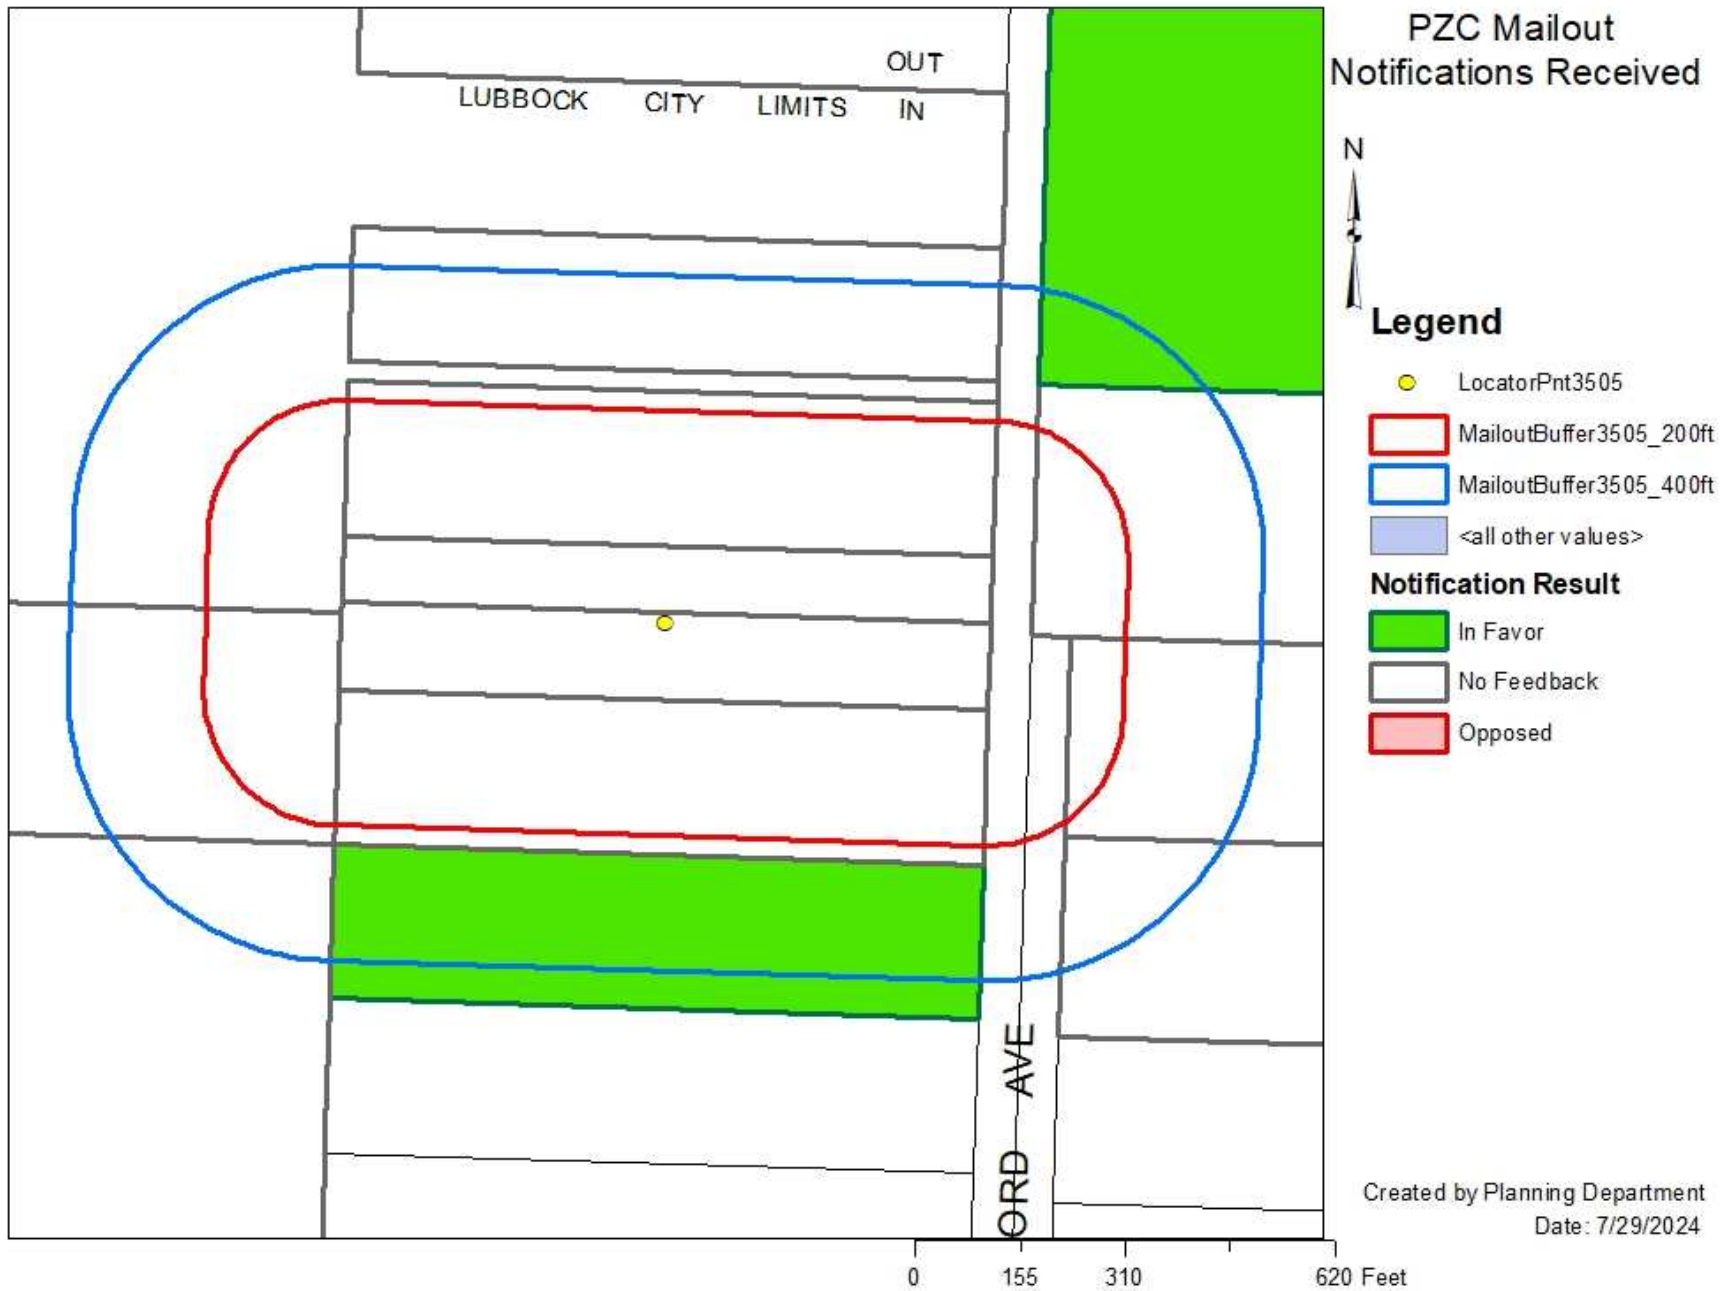 PZC Mailout
Notifications Received
OUT
LUBBOCK CITY LIMITS IN
N
Legend
LocatorPnt3505
MailoutBuffer3505_200ft
MailoutBuffer3505_400ft
<all other values>
Notification Result
In Favor
No Feedback
Opposed
ORD AVE
Created by Planning Department
Date: 7/29/2024
0 155 310 620 Feet